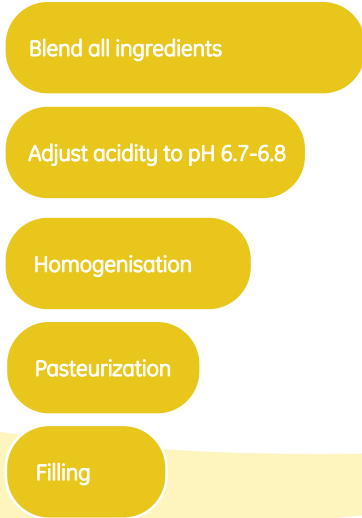 Blend all ingredients
Adjust acidity to pH 6.7-6.8
Homogenisation
Pasteurization
Filling